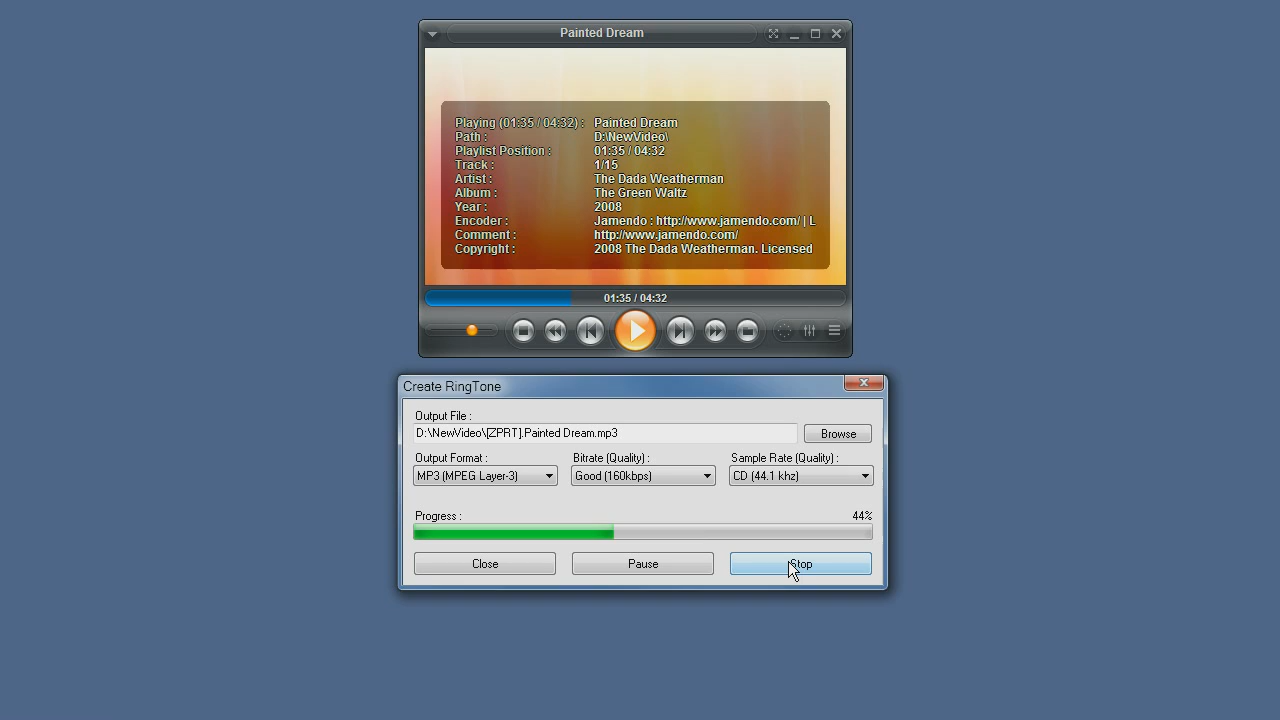 Painted Dream
Playing (01:35 / 04:32) : Painted Dream
Path : D:\NewVideo\
Playlist Position : 01:35 / 04:32
Track : 1/15
Artist : The Dada Weatherman
Album : The Green Waltz
Year : 2008
Encoder : Jamendo : http://www.jamendo.com/ | L
Comment : http://www.jamendo.com/
Copyright : 2008 The Dada Weatherman. Licensed
01:35 / 04:32
Create RingTone
Output File :
D:\NewVideo\[ZPRT].Painted Dream.mp3 Browse
Output Format : Bitrate (Quality) : Sample Rate (Quality) :
MP3 (MPEG Layer-3) Good (160kbps) CD (44.1 khz)
Progress : 44%
Close Pause Stop